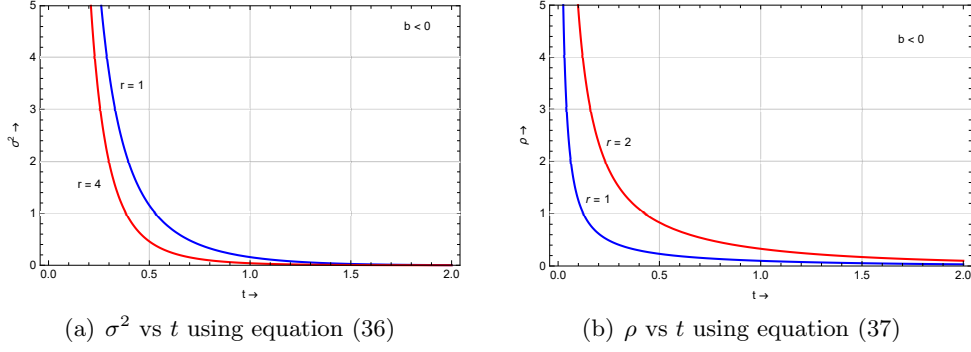 5
4
3
2
1
0
σ² →
b < 0
r = 1
r = 4
0.0 0.5 1.0 1.5 2.0
t →
(a) σ² vs t using equation (36)
5
4
3
2
1
0
ρ →
b < 0
r = 2
r = 1
0.0 0.5 1.0 1.5 2.0
t →
(b) ρ vs t using equation (37)